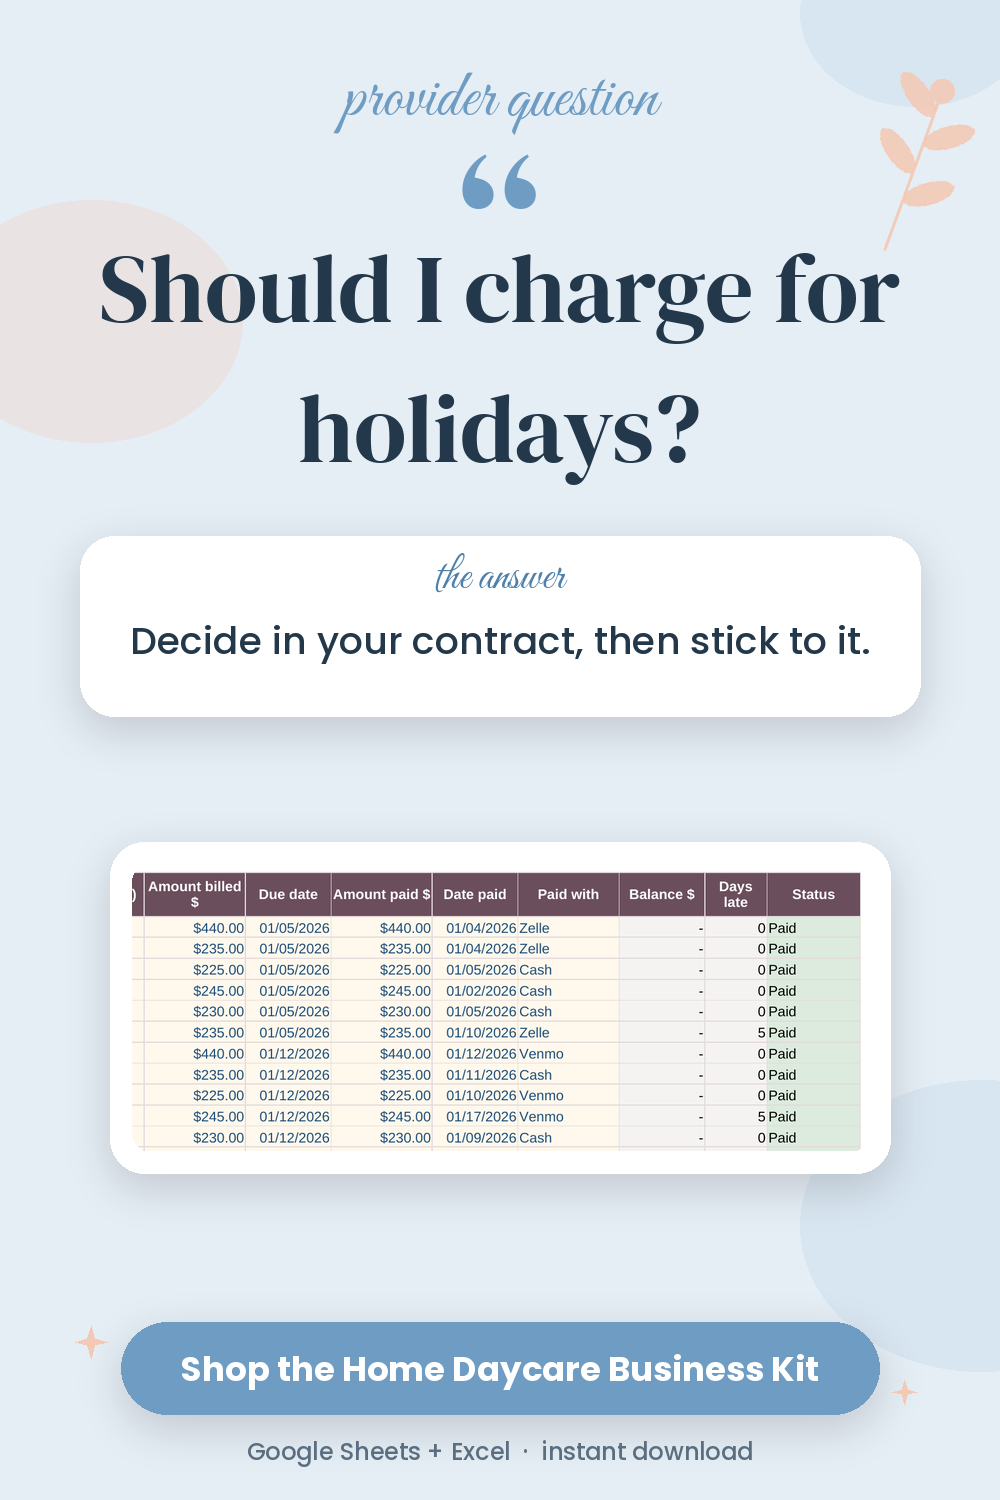 provider question
“
Should I charge for
holidays?
the answer
Decide in your contract, then stick to it.
) Amount billed $ Due date Amount paid $ Date paid Paid with Balance $ Days late Status
$440.00 01/05/2026 $440.00 01/04/2026 Zelle - 0 Paid
$235.00 01/05/2026 $235.00 01/04/2026 Zelle - 0 Paid
$225.00 01/05/2026 $225.00 01/05/2026 Cash - 0 Paid
$245.00 01/05/2026 $245.00 01/02/2026 Cash - 0 Paid
$230.00 01/05/2026 $230.00 01/05/2026 Cash - 0 Paid
$235.00 01/05/2026 $235.00 01/10/2026 Zelle - 5 Paid
$440.00 01/12/2026 $440.00 01/12/2026 Venmo - 0 Paid
$235.00 01/12/2026 $235.00 01/11/2026 Cash - 0 Paid
$225.00 01/12/2026 $225.00 01/10/2026 Venmo - 0 Paid
$245.00 01/12/2026 $245.00 01/17/2026 Venmo - 5 Paid
$230.00 01/12/2026 $230.00 01/09/2026 Cash - 0 Paid
Shop the Home Daycare Business Kit
Google Sheets + Excel · instant download